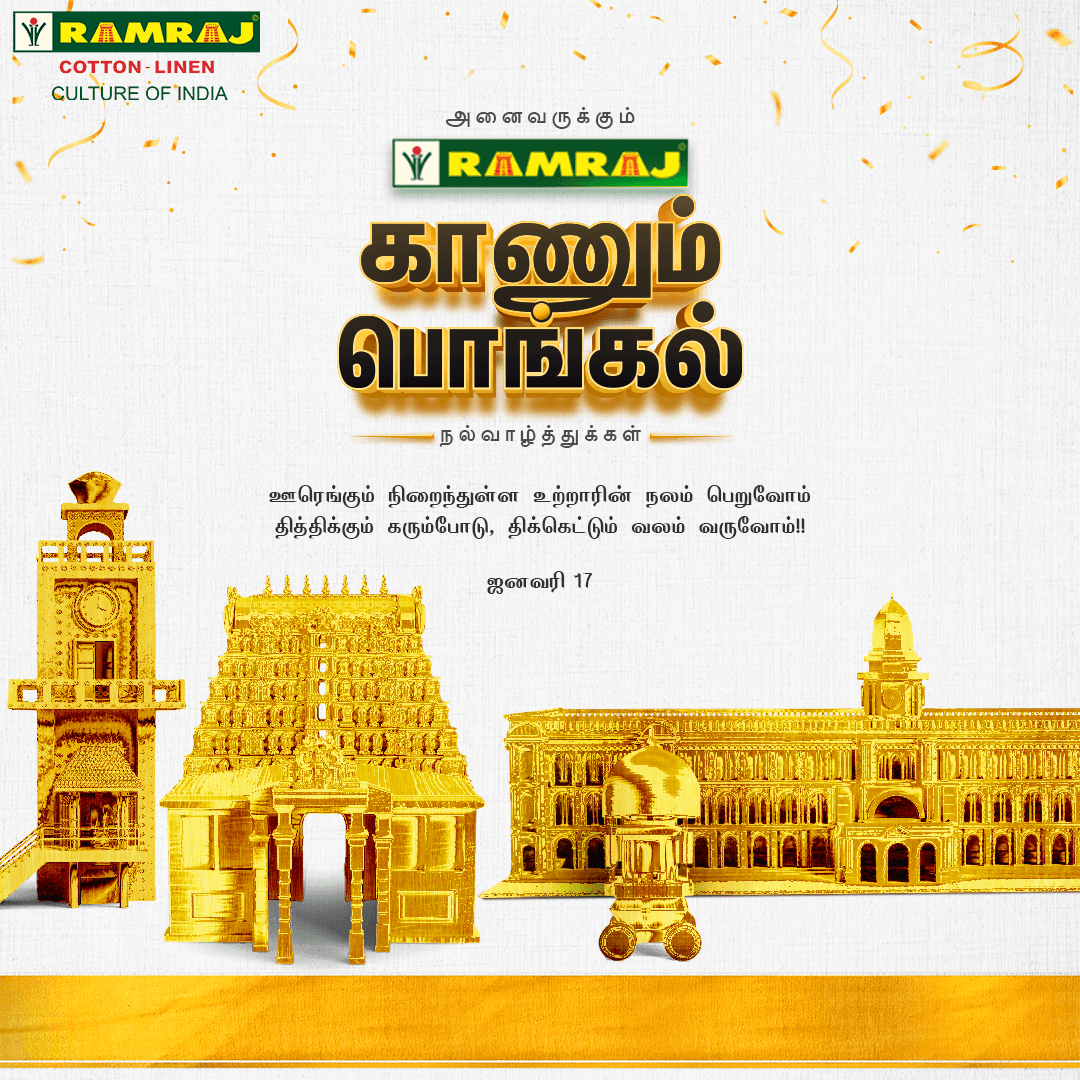 RAMRAJ
COTTON - LINEN
CULTURE OF INDIA
அனைவருக்கும்
RAMRAJ
காணும்
பொங்கல்
நல்வாழ்த்துக்கள்
ஊரெங்கும் நிறைந்துள்ள உற்றாரின் நலம் பெறுவோம்
தித்திக்கும் கரும்போடு, திக்கெட்டும் வலம் வருவோம்!!
ஜனவரி 17